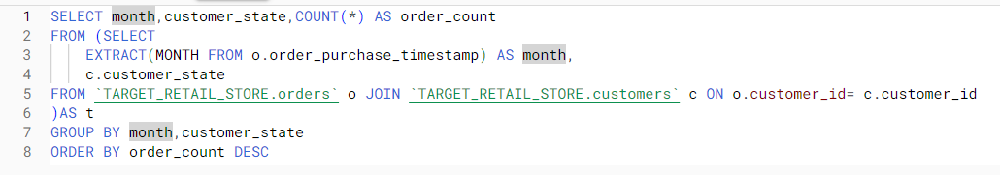 1 SELECT month,customer_state,COUNT(*) AS order_count
2 FROM (SELECT
3 EXTRACT(MONTH FROM o.order_purchase_timestamp) AS month,
4 c.customer_state
5 FROM `TARGET_RETAIL_STORE.orders` o JOIN `TARGET_RETAIL_STORE.customers` c ON o.customer_id= c.customer_id
6 )AS t
7 GROUP BY month,customer_state
8 ORDER BY order_count DESC